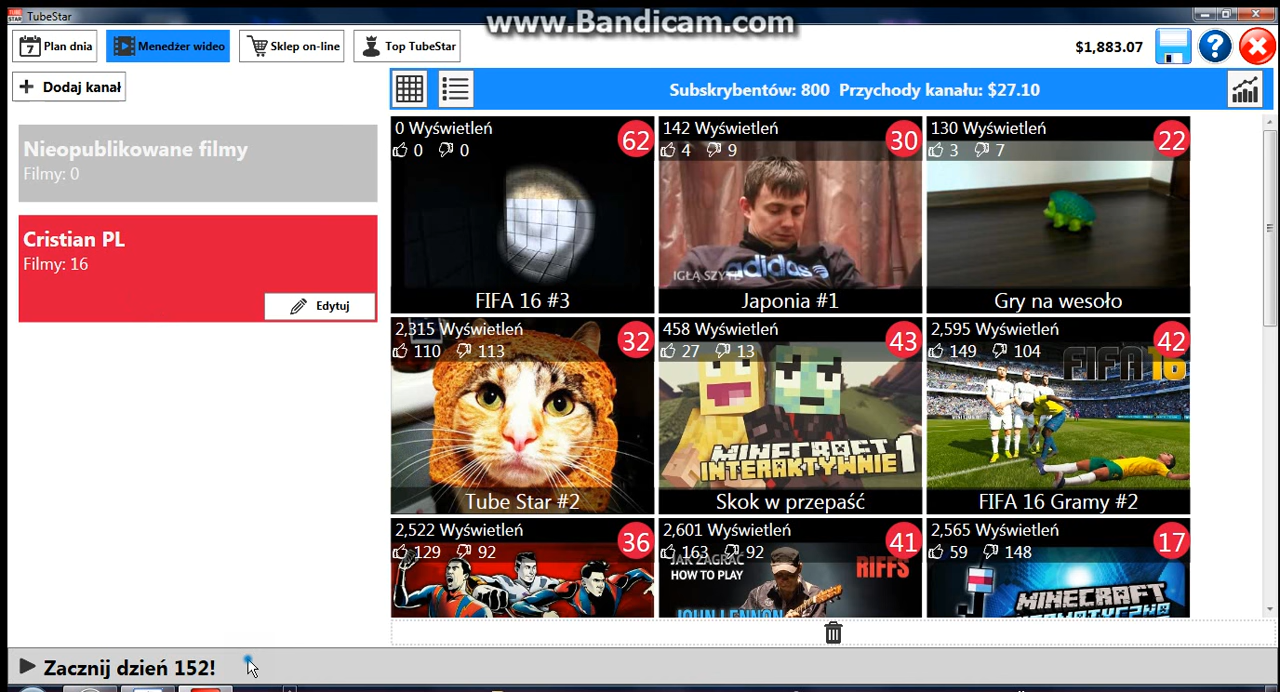 TubeStar
www.Bandicam.com
7 Plan dnia
Menedżer wideo
Sklep on-line
Top TubeStar
$1,883.07
?
+ Dodaj kanał
Subskrybentów: 800 Przychody kanału: $27.10
Nieopublikowane filmy
Filmy: 0
Cristian PL
Filmy: 16
Edytuj
0 Wyświetleń
0 0
62
FIFA 16 #3
142 Wyświetleń
4 9
30
IGŁĄ SZYTE
adidas
Japonia #1
130 Wyświetleń
3 7
22
Gry na wesoło
2,315 Wyświetleń
110 113
32
Tube Star #2
458 Wyświetleń
27 13
43
MINECRAFT
INTERAKTYWNIE 1
Skok w przepaść
2,595 Wyświetleń
149 104
42
FIFA 16
FIFA 16 Gramy #2
2,522 Wyświetleń
129 92
36
2,601 Wyświetleń
163 92
41
JAK ZAGRAĆ
HOW TO PLAY
RIFFS
JOHN LENNON
2,565 Wyświetleń
59 148
17
MINECRAFT
Zacznij dzień 152!